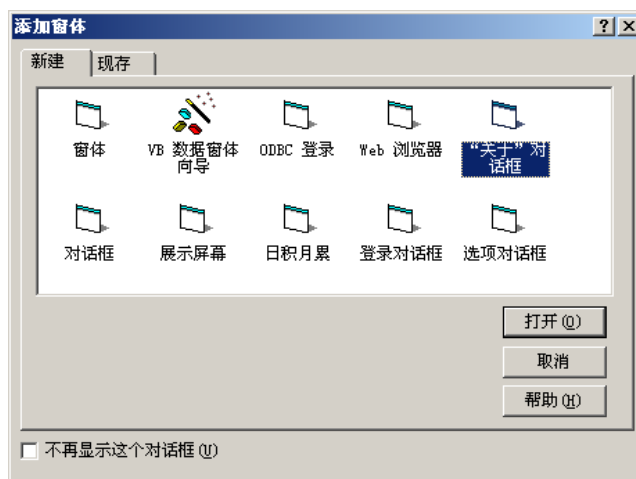 添加窗体
新建 现存
窗体 VB 数据窗体向导 ODBC 登录 Web 浏览器 “关于”对话框
对话框 展示屏幕 日积月累 登录对话框 选项对话框
打开(O)
取消
帮助(H)
不再显示这个对话框(U)